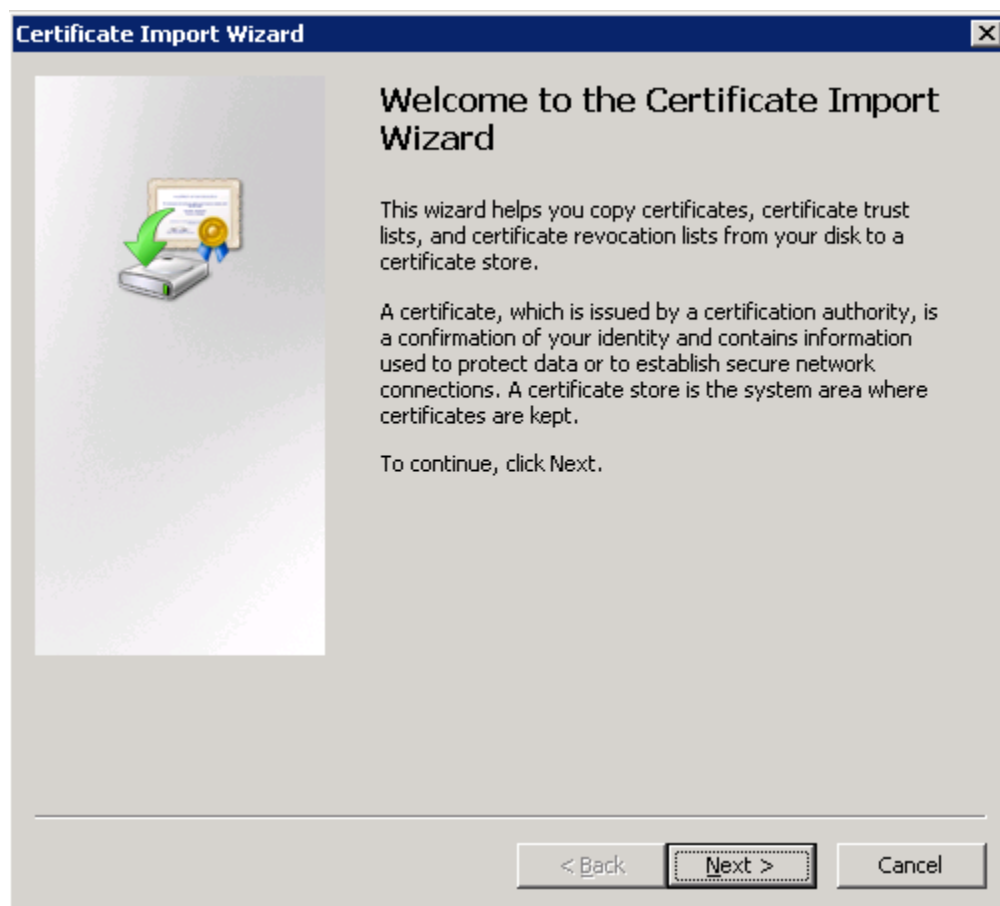 Certificate Import Wizard
Welcome to the Certificate Import
Wizard
This wizard helps you copy certificates, certificate trust
lists, and certificate revocation lists from your disk to a
certificate store.
A certificate, which is issued by a certification authority, is
a confirmation of your identity and contains information
used to protect data or to establish secure network
connections. A certificate store is the system area where
certificates are kept.
To continue, click Next.
< Back
Next >
Cancel